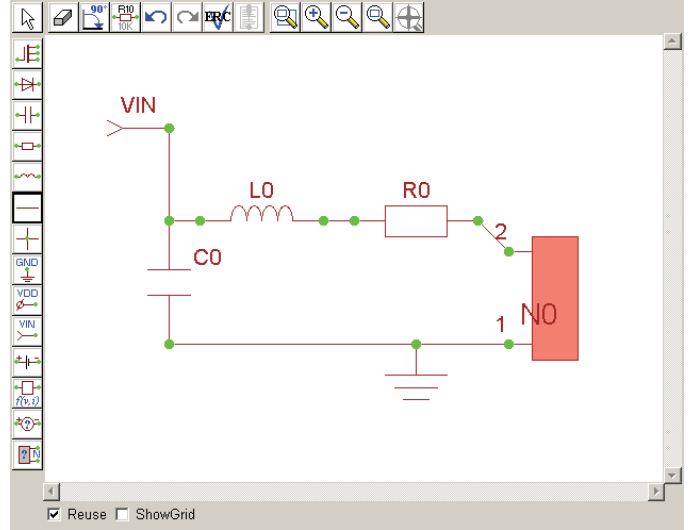 90°
R10
10K
ERC
VIN
L0
R0
2
C0
1
N0
GND
VDD
VIN
f(v,i)
?
? N
Reuse ShowGrid